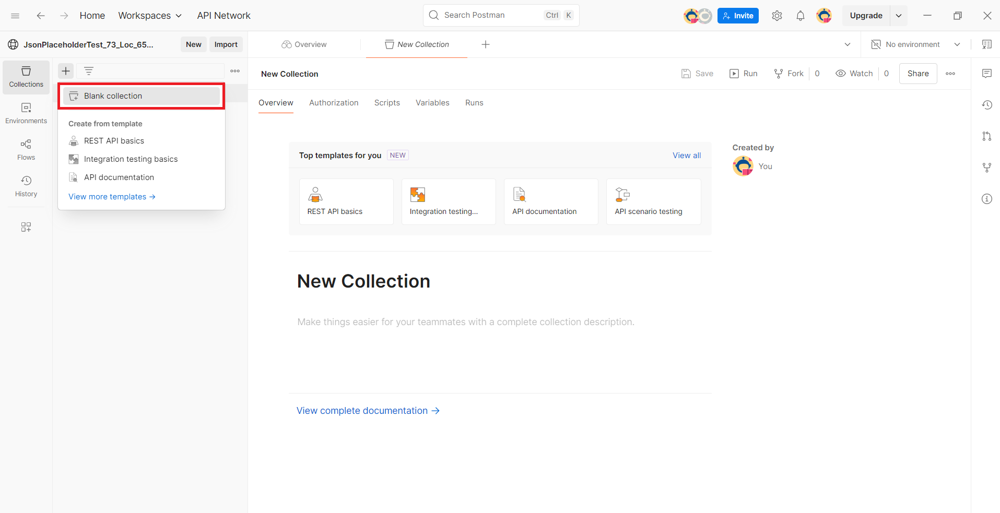 Home Workspaces API Network Search Postman Ctrl K Invite Upgrade
JsonPlaceholderTest_73_Loc_65... New Import Overview New Collection No environment
Collections
Environments
Flows
History
Blank collection
Create from template
REST API basics
Integration testing basics
API documentation
View more templates →
New Collection Save Run Fork 0 Watch 0 Share
Overview Authorization Scripts Variables Runs
Top templates for you NEW View all
REST API basics Integration testing... API documentation API scenario testing
Created by
You
New Collection
Make things easier for your teammates with a complete collection description.
View complete documentation →